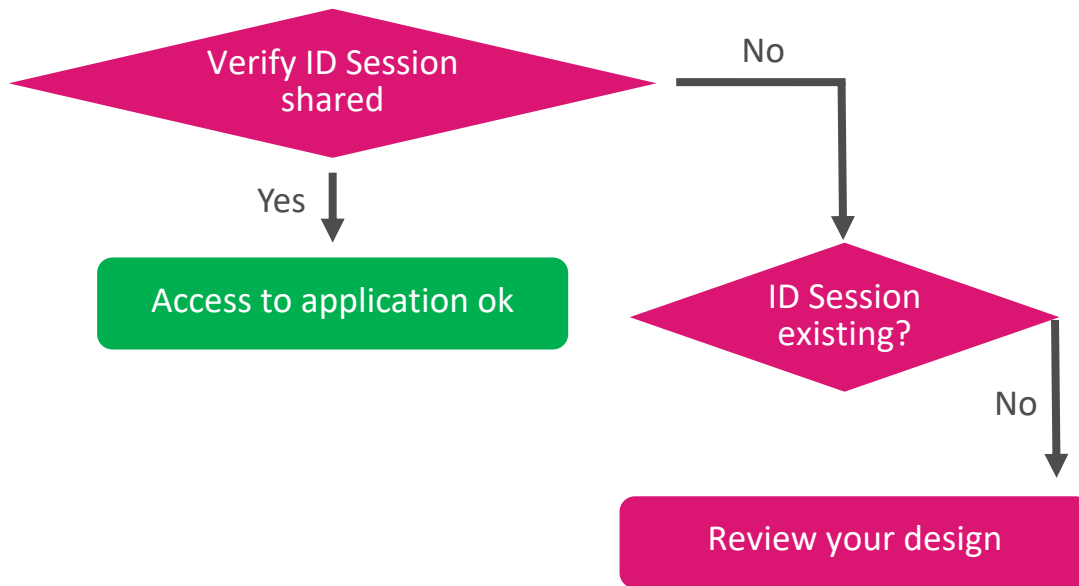 Verify ID Session
shared
No
Yes
Access to application ok
ID Session
existing?
No
Review your design